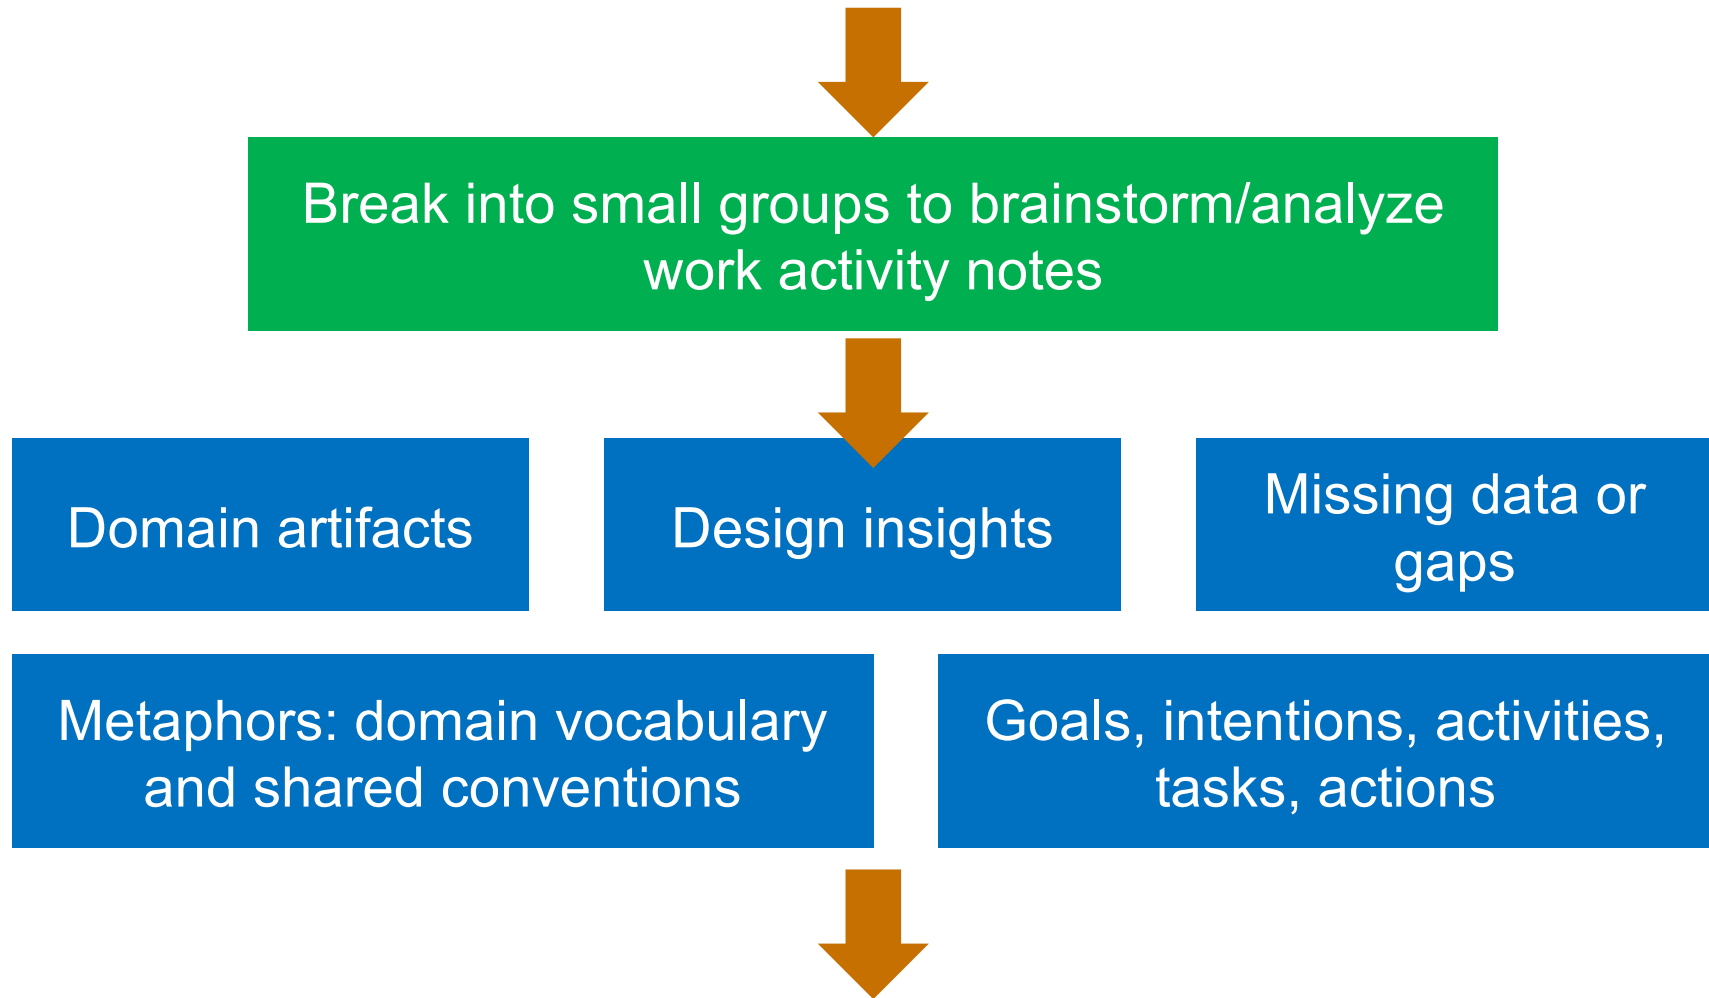 Break into small groups to brainstorm/analyze
work activity notes
Domain artifacts
Design insights
Missing data or
gaps
Metaphors: domain vocabulary
and shared conventions
Goals, intentions, activities,
tasks, actions